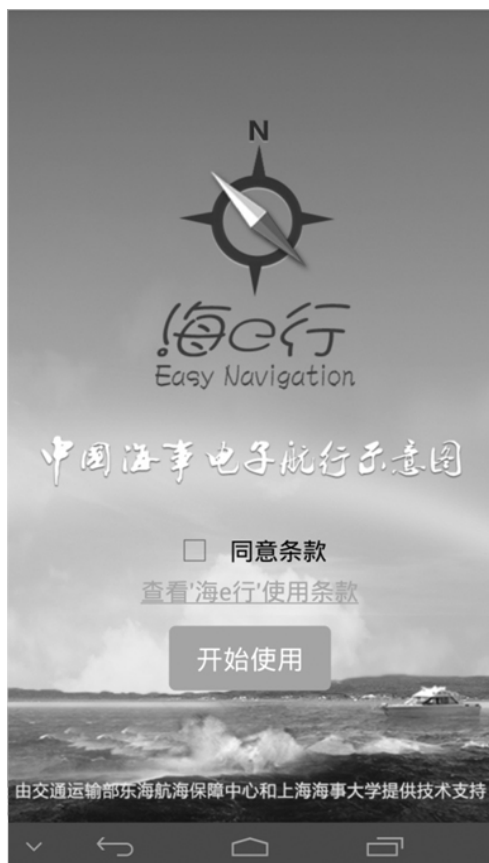 N
海e行
Easy Navigation
中国海事电子航行示意图
同意条款
查看'海e行'使用条款
开始使用
由交通运输部东海航海保障中心和上海海事大学提供技术支持